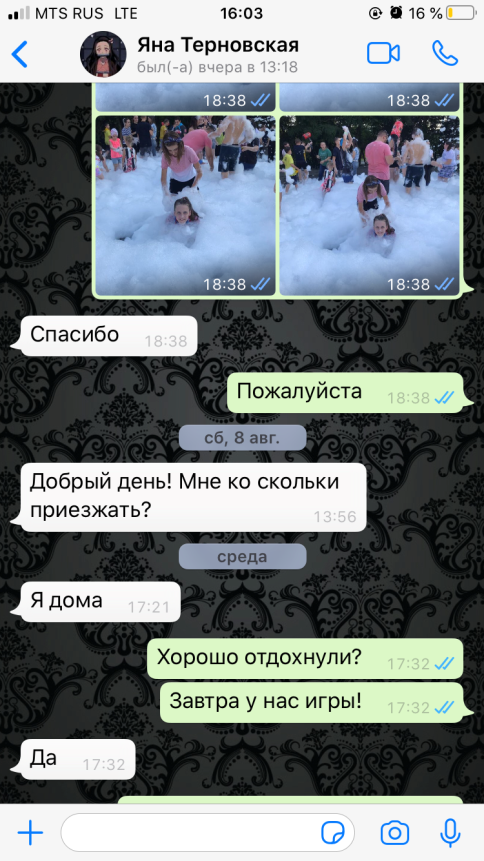 MTS RUS LTE 16:03 16 %
Яна Терновская
был(-а) вчера в 13:18
18:38 18:38
18:38 18:38
Спасибо 18:38
Пожалуйста 18:38
сб, 8 авг.
Добрый день! Мне ко скольки
приезжать? 13:56
среда
Я дома 17:21
Хорошо отдохнули? 17:32
Завтра у нас игры! 17:32
Да 17:32